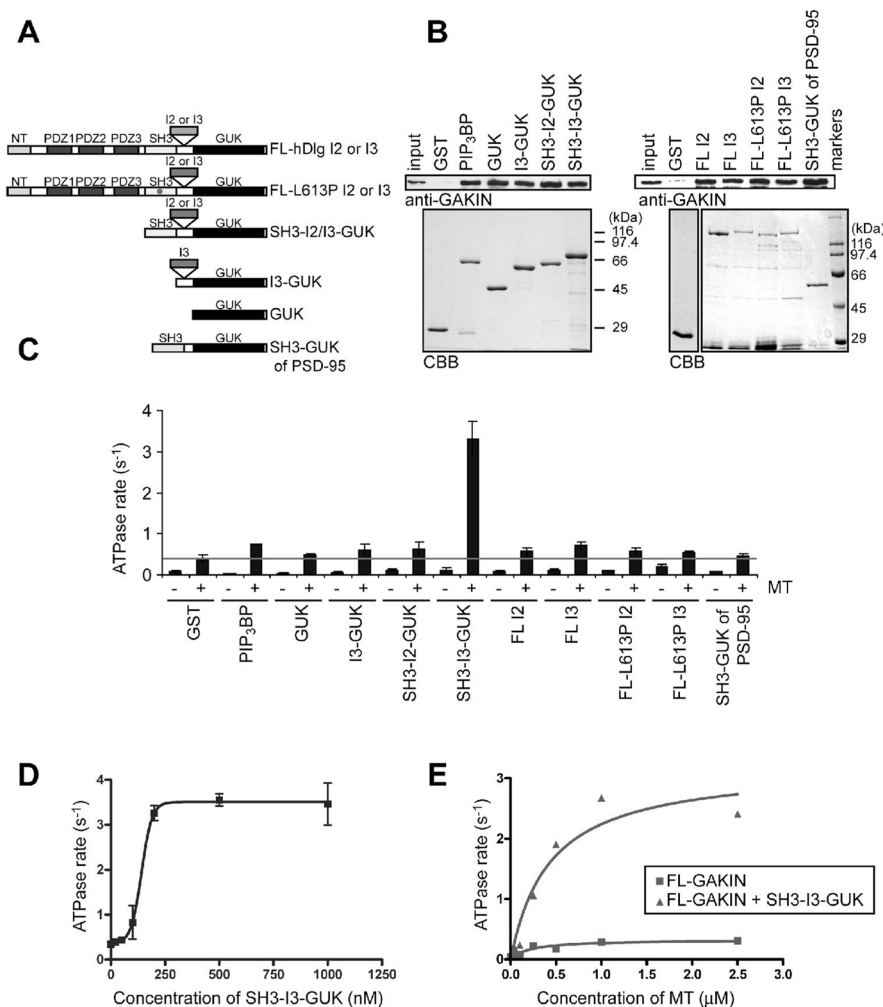 A
I2 or I3
NT PDZ1 PDZ2 PDZ3 SH3 GUK
FL-hDlg I2 or I3
I2 or I3
NT PDZ1 PDZ2 PDZ3 SH3 GUK
FL-L613P I2 or I3
I2 or I3
SH3 GUK
SH3-I2/I3-GUK
I3
GUK
I3-GUK
GUK
GUK
SH3 GUK
SH3-GUK
of PSD-95
B
input
GST
PIP3BP
GUK
I3-GUK
SH3-I2-GUK
SH3-I3-GUK
anti-GAKIN
(kDa)
116
97.4
66
45
29
CBB
input
GST
FL I2
FL I3
FL-L613P I2
FL-L613P I3
SH3-GUK of PSD-95
markers
anti-GAKIN
(kDa)
116
97.4
66
45
29
CBB
C
ATPase rate (s-1)
4
3
2
1
0
- + - + - + - + - + - + - + - + - + - + - + MT
GST
PIP3BP
GUK
I3-GUK
SH3-I2-GUK
SH3-I3-GUK
FL I2
FL I3
FL-L613P I2
FL-L613P I3
SH3-GUK of
PSD-95
D
ATPase rate (s-1)
4
3
2
1
0
0 250 500 750 1000 1250
Concentration of SH3-I3-GUK (nM)
E
ATPase rate (s-1)
3
2
1
0
0.0 0.5 1.0 1.5 2.0 2.5 3.0
Concentration of MT (μM)
FL-GAKIN
FL-GAKIN + SH3-I3-GUK